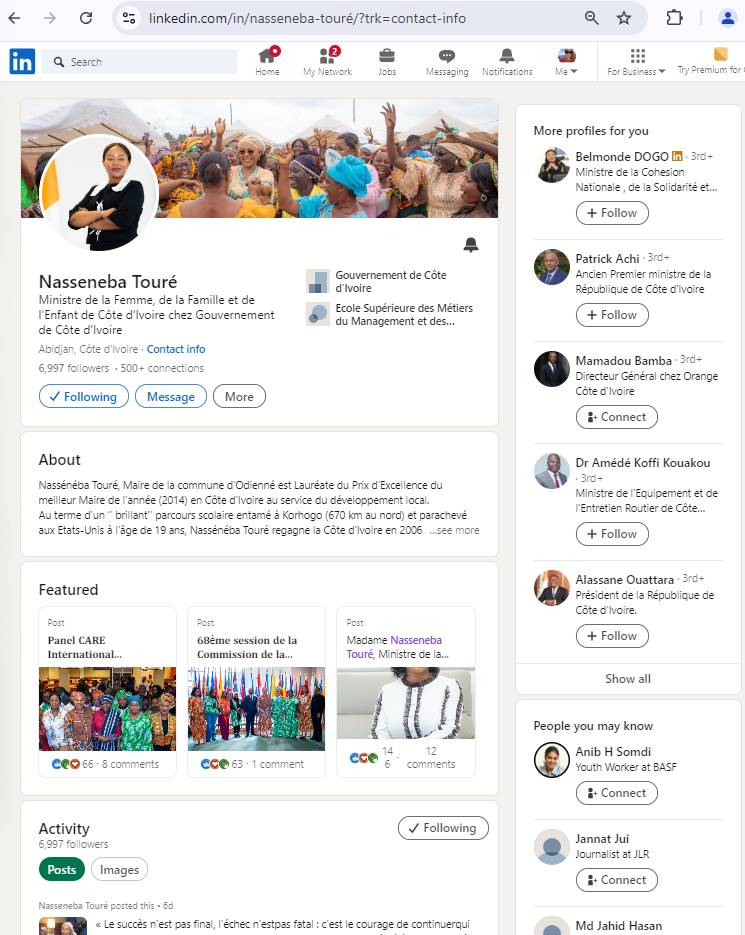 linkedin.com/in/nasseneba-touré/?trk=contact-info
in
Search
Home
2
My Network
Jobs
Messaging
Notifications
Me
For Business
Try Premium for
Nasseneba Touré
Ministre de la Femme, de la Famille et de
l'Enfant de Côte d'Ivoire chez Gouvernement
de Côte d'Ivoire
Abidjan, Côte d'Ivoire · Contact info
6,997 followers · 500+ connections
Following
Message
More
Gouvernement de Côte
d'Ivoire
Ecole Supérieure des Métiers
du Management et des...
About
Nassénéba Touré, Maire de la commune d'Odienné est Lauréate du Prix d'Excellence du
meilleur Maire de l'année (2014) en Côte d'Ivoire au service du développement local.
Au terme d'un '' brillant'' parcours scolaire entamé à Korhogo (670 km au nord) et parachevé
aux Etats-Unis à l'âge de 19 ans, Nassénéba Touré regagne la Côte d'Ivoire en 2006 ...see more
Featured
Post
Panel CARE
International...
66 · 8 comments
Post
68ème session de la
Commission de la...
63 · 1 comment
Post
Madame Nasseneba
Touré, Ministre de la...
14
6
·
12
comments
Activity
6,997 followers
Following
Posts
Images
Nasseneba Touré posted this • 6d
« Le succès n'est pas final, l'échec n'estpas fatal : c'est le courage de continuerqui
More profiles for you
Belmonde DOGO in · 3rd+
Ministre de la Cohesion
Nationale , de la Solidarité et...
+ Follow
Patrick Achi · 3rd+
Ancien Premier ministre de la
République de Côte d'Ivoire
+ Follow
Mamadou Bamba · 3rd+
Directeur Général chez Orange
Côte d'Ivoire
Connect
Dr Amédé Koffi Kouakou
· 3rd+
Ministre de l'Equipement et de
l'Entretien Routier de Côte...
+ Follow
Alassane Ouattara · 3rd+
Président de la République de
Côte d'Ivoire.
+ Follow
Show all
People you may know
Anib H Somdi
Youth Worker at BASF
Connect
Jannat Jui
Journalist at JLR
Connect
Md Jahid Hasan